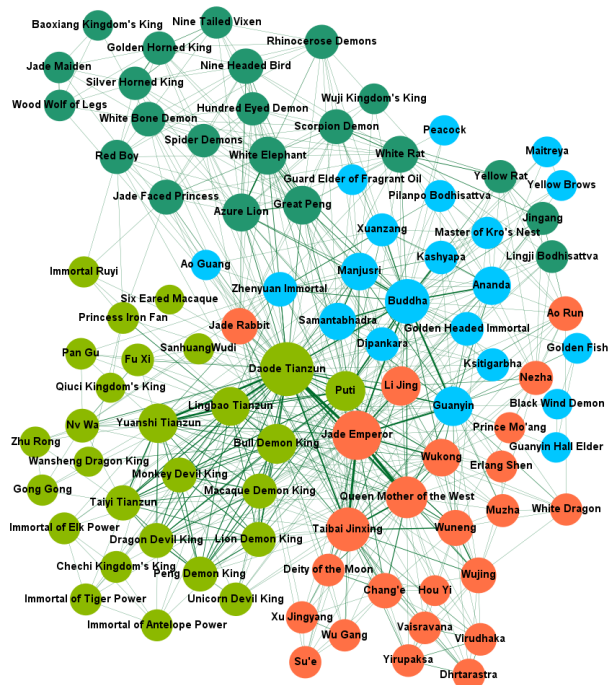 Nine Tailed Vixen
Baoxiang Kingdom's King
Golden Horned King
Rhinocerose Demons
Jade Maiden
Nine Headed Bird
Silver Horned King
Wood Wolf of Legs
Wuji Kingdom's King
Hundred Eyed Demon
White Bone Demon
Scorpion Demon
Peacock
Spider Demons
Red Boy
White Elephant
White Rat
Maitreya
Guard Elder of Fragrant Oil
Yellow Rat
Yellow Brows
Jade Faced Princess
Pilanpo Bodhisattva
Great Peng
Azure Lion
Jingang
Xuanzang
Master of Kro's Nest
Lingji Bodhisattva
Kashyapa
Ao Guang
Immortal Ruyi
Manjusri
Zhenyuan Immortal
Ananda
Six Eared Macaque
Buddha
Princess Iron Fan
Samantabhadra
Ao Run
Jade Rabbit
Golden Headed Immortal
Dipankara
Pan Gu
Fu Xi
SanhuangWudi
Golden Fish
Daode Tianzun
Ksitigarbha
Nezha
Qiuci Kingdom's King
Puti
Li Jing
Lingbao Tianzun
Guanyin
Black Wind Demon
Nv Wa
Yuanshi Tianzun
Prince Mo'ang
Jade Emperor
Zhu Rong
Bull Demon King
Guanyin Hall Elder
Wukong
Wansheng Dragon King
Erlang Shen
Monkey Devil King
Gong Gong
Macaque Demon King
Queen Mother of the West
Taiyi Tianzun
Muzha
White Dragon
Immortal of Elk Power
Taibai Jinxing
Wuneng
Dragon Devil King
Lion Demon King
Chechi Kingdom's King
Deity of the Moon
Peng Demon King
Wujing
Chang'e
Hou Yi
Immortal of Tiger Power
Unicorn Devil King
Xu Jingyang
Immortal of Antelope Power
Vaisravana
Wu Gang
Virudhaka
Su'e
Yirupaksa
Dhrtarastra